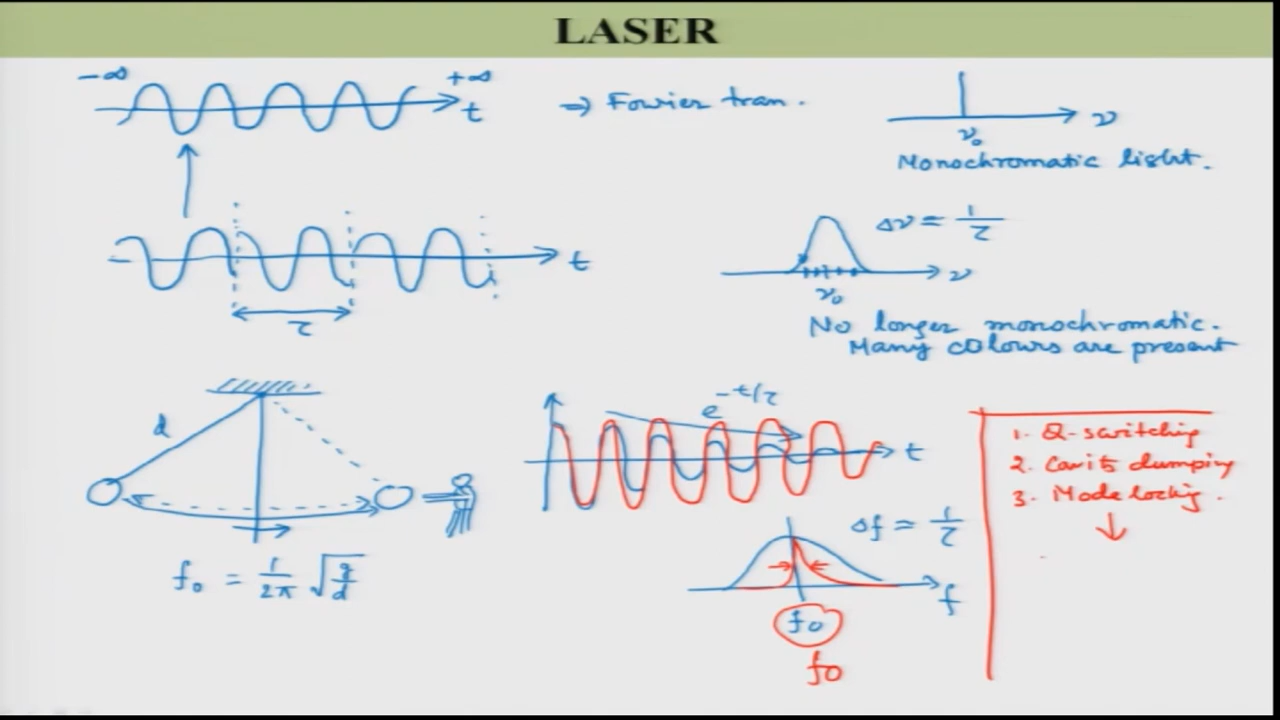 LASER
-∞ +∞
t
⇒ Fourier tran.
ν
ν₀
Monochromatic light.
t
τ
Δν ≈ 1/τ
ν
ν₀
No longer monochromatic.
Many colours are present
d
f₀ = 1/2π √g/d
e^-t/τ
t
Δf ≈ 1/τ
f
f₀
f₀
1. Q-switching
2. Cavity dumping
3. Mode locking.